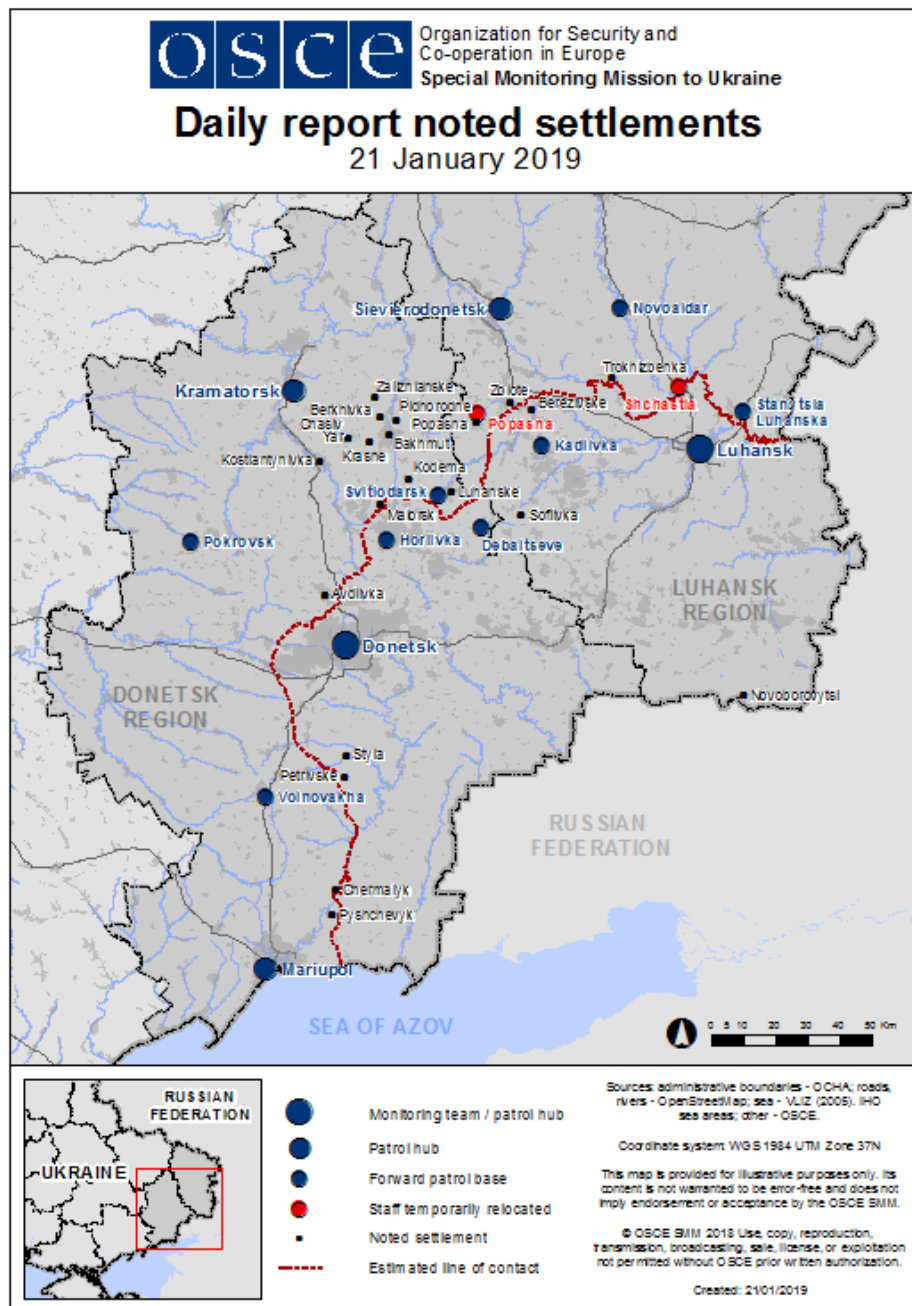 osce
Organization for Security and
Co-operation in Europe
Special Monitoring Mission to Ukraine
Daily report noted settlements
21 January 2019
Sievierodonetsk
Novoaidar
Trokhizbenka
Kramatorsk
Zaliznianske
Zolote
Shchastia
Berkhivka
Pidhorodne
Berezivske
Stanytsia
Luhanska
Chasiv
Yar
Popasna
Popasna
Krasne
Bakhmut
Kadiivka
Luhansk
Kostiantynivka
Kodema
Svitlodarsk
Luhanske
Maiorsk
Sofiivka
Pokrovsk
Horlivka
Debaltseve
Avdiivka
LUHANSK
REGION
Donetsk
DONETSK
REGION
Novoborovytsi
Styla
Petrivske
Volnovakha
RUSSIAN
FEDERATION
Chermalyk
Pyshchevyk
Mariupol
SEA OF AZOV
0 5 10 20 30 40 50 Km
RUSSIAN
FEDERATION
UKRAINE
Monitoring team / patrol hub
Patrol hub
Forward patrol base
Staff temporarily relocated
Noted settlement
Estimated line of contact
Sources: administrative boundaries - OCHA; roads,
rivers - OpenStreetMap; sea - VLIZ (2005). IHO
sea areas; other - OSCE.
Coordinate system: WGS 1984 UTM Zone 37N
This map is provided for illustrative purposes only. Its
content is not warranted to be error-free and does not
imply endorsement or acceptance by the OSCE SMM.
© OSCE SMM 2018 Use, copy, reproduction,
transmission, broadcasting, sale, license, or exploitation
not permitted without OSCE prior written authorization.
Created: 21/01/2019